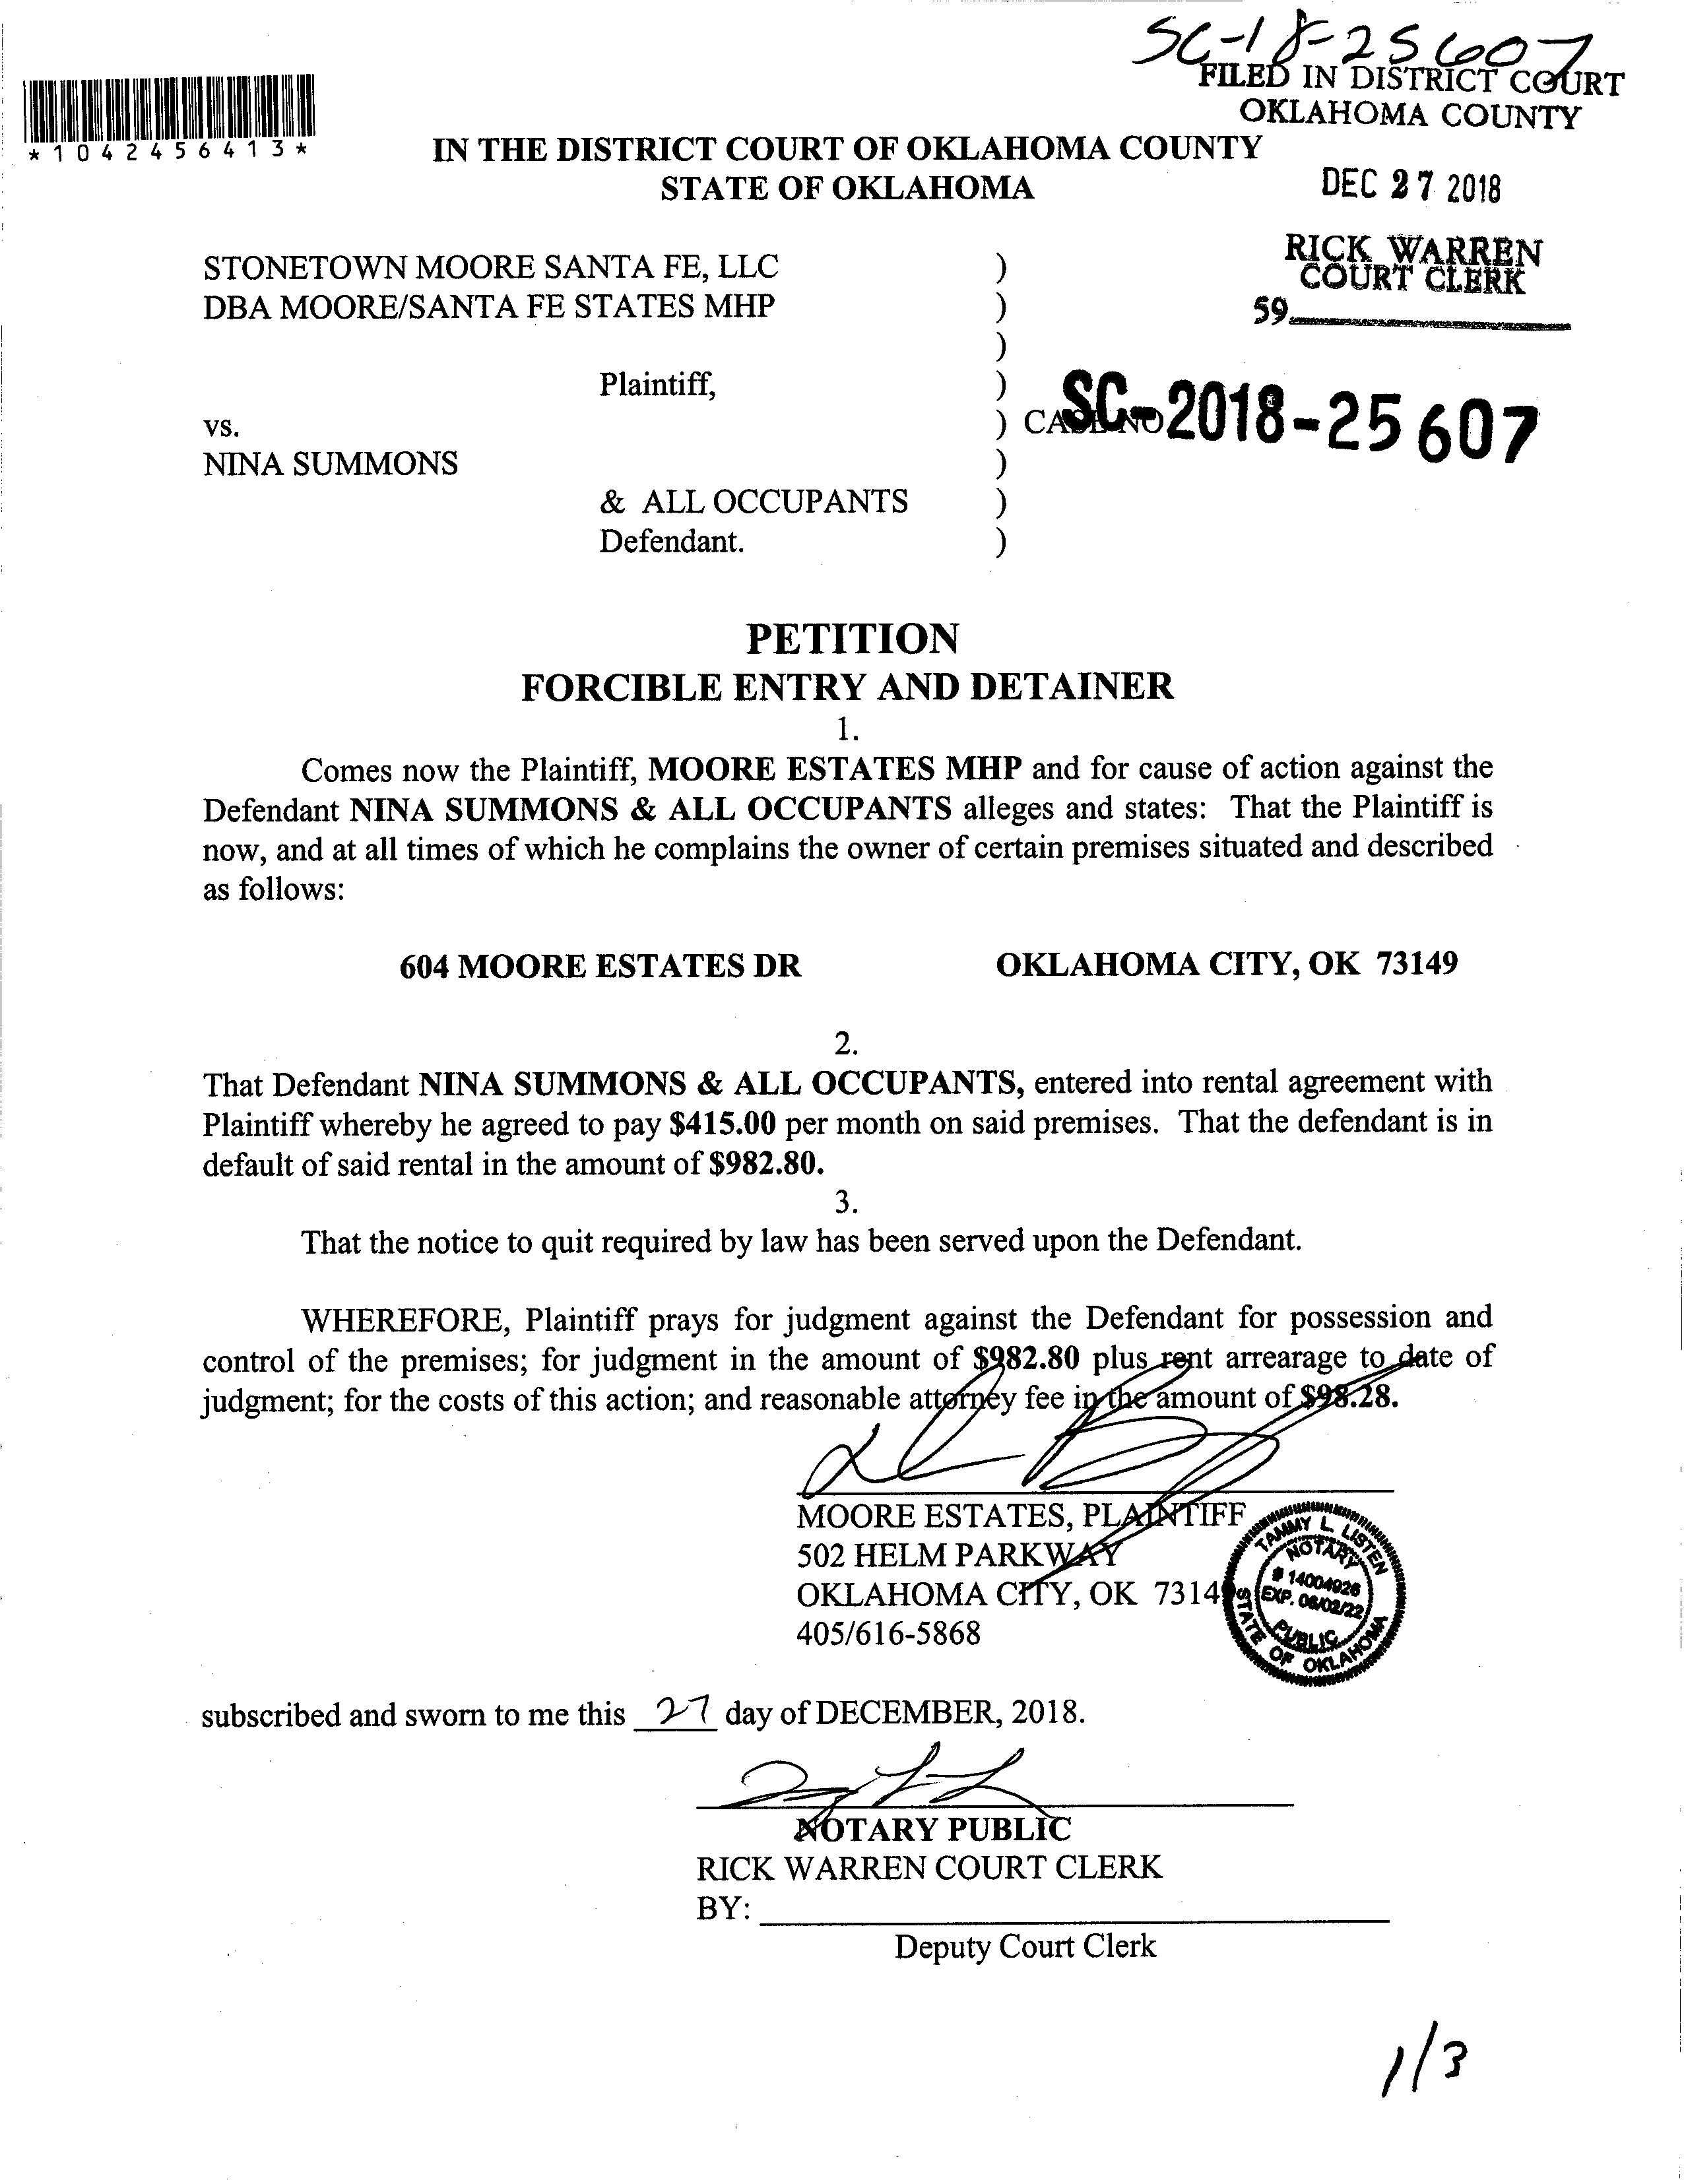 SC-18-25607
FILED IN DISTRICT COURT
OKLAHOMA COUNTY
*1042456413*
IN THE DISTRICT COURT OF OKLAHOMA COUNTY
STATE OF OKLAHOMA
DEC 27 2018
RICK WARREN
COURT CLERK
59
STONETOWN MOORE SANTA FE, LLC )
DBA MOORE/SANTA FE STATES MHP )
)
Plaintiff, )
vs. ) CASE NO SC-2018-25607
NINA SUMMONS )
& ALL OCCUPANTS )
Defendant. )
PETITION
FORCIBLE ENTRY AND DETAINER
1.
Comes now the Plaintiff, MOORE ESTATES MHP and for cause of action against the
Defendant NINA SUMMONS & ALL OCCUPANTS alleges and states: That the Plaintiff is
now, and at all times of which he complains the owner of certain premises situated and described
as follows:
604 MOORE ESTATES DR OKLAHOMA CITY, OK 73149
2.
That Defendant NINA SUMMONS & ALL OCCUPANTS, entered into rental agreement with
Plaintiff whereby he agreed to pay $415.00 per month on said premises. That the defendant is in
default of said rental in the amount of $982.80.
3.
That the notice to quit required by law has been served upon the Defendant.
WHEREFORE, Plaintiff prays for judgment against the Defendant for possession and
control of the premises; for judgment in the amount of $982.80 plus rent arrearage to date of
judgment; for the costs of this action; and reasonable attorney fee in the amount of $98.28.
MOORE ESTATES, PLAINTIFF
502 HELM PARKWAY
OKLAHOMA CITY, OK 73149
405/616-5868
TAMMY L. LISTEN
NOTARY
# 14004926
EXP. 06/02/22
PUBLIC
STATE OF OKLAHOMA
subscribed and sworn to me this 27 day of DECEMBER, 2018.
NOTARY PUBLIC
RICK WARREN COURT CLERK
BY:
Deputy Court Clerk
1/3